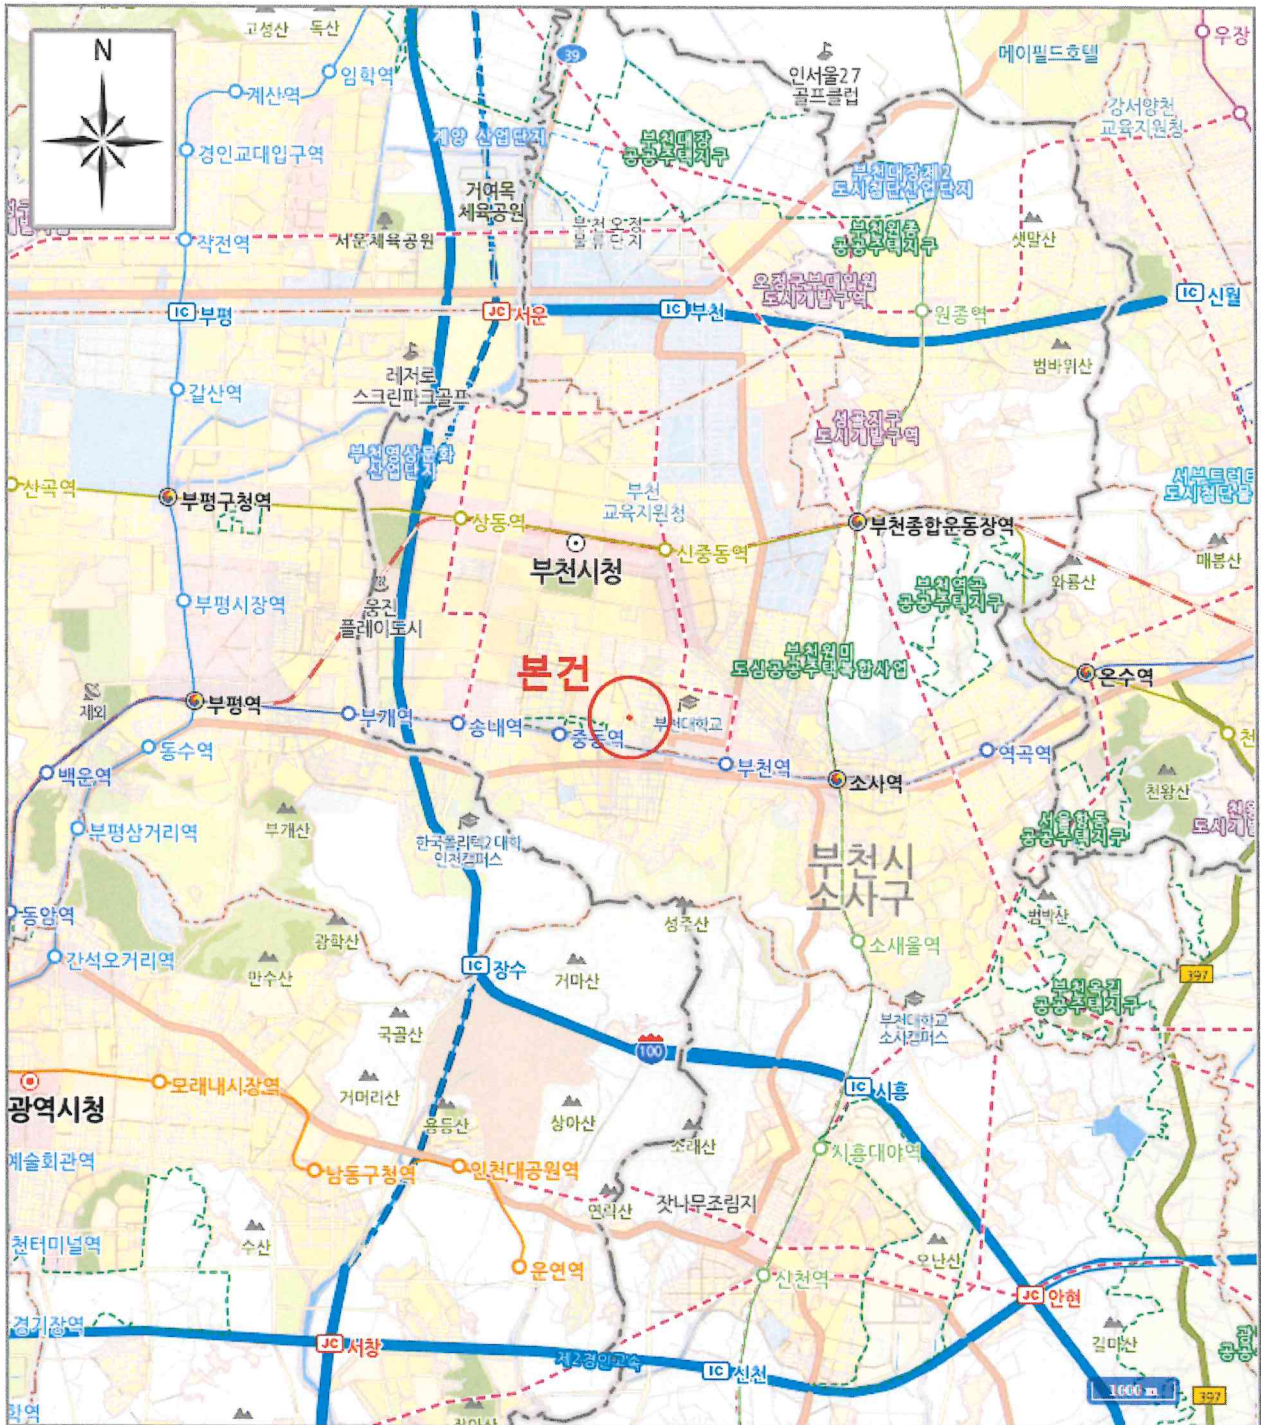 고성산
독산
N
39
인서울27
골프클럽
메이필드호텔
우장
임학역
계산역
강서양천
교육지원청
계양 산업단지
부천대장
공공주택지구
경인교대입구역
부천대장제2
도시첨단산업단지
거여목
체육공원
서운체육공원
부천오정
물류단지
부천원종
공공주택지구
샛말산
작전역
오정군부대일원
도시개발구역
IC 부평
JC 서운
IC 부천
원종역
IC 신월
레저로
스크린파크골프
범바위산
갈산역
성골지구
도시개발구역
부천영상문화
산업단지
산곡역
부평구청역
상동역
부천
교육지원청
서부트럭터
도시첨단물
부천종합운동장역
신중동역
부천시청
매봉산
와룡산
부천역곡
공공주택지구
부평시장역
웅진
플레이도시
부천원미
도심공공주택복합사업
본건
온수역
제외
부평역
부개역
송내역
중동역
부천대학교
천
동수역
백운역
부천역
소사역
역곡역
천왕산
부개산
부평삼거리역
한국폴리텍2대학
인천캠퍼스
서울항동
공공주택지구
천왕
도시개발
부천시
소사구
동암역
광학산
성주산
범박산
간석오거리역
만수산
IC 장수
거마산
소새울역
397
부천옥길
공공주택지구
국골산
부천대학교
소사캠퍼스
100
광역시청
모래내시장역
거머리산
용등산
상아산
IC 시흥
소래산
시흥대야역
예술회관역
남동구청역
인천대공원역
연락산
잣나무조림지
천터미널역
수산
운연역
오난산
신천역
JC 안현
경기장역
JC 서창
제2경인고속
IC 신천
길마산
1000 m
397
학역